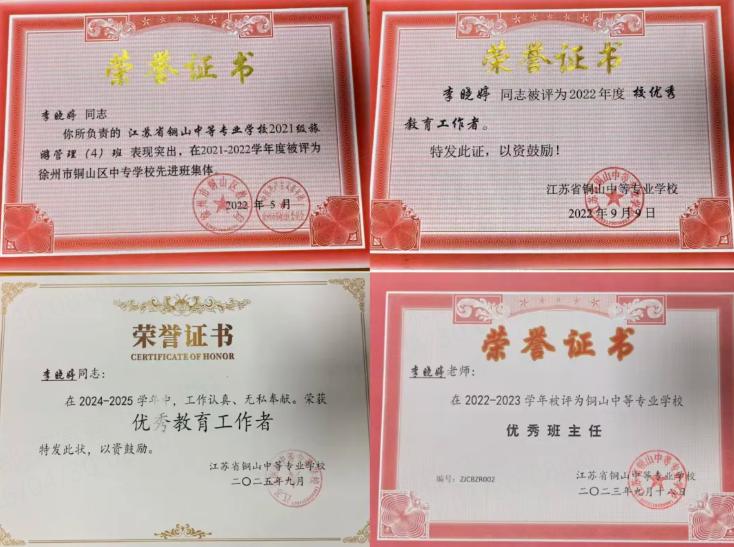 荣誉证书
李晓婷 同志
你所负责的 江苏省铜山中等专业学校2021级旅
游管理（4）班 表现突出，在2021-2022学年度被评为
徐州市铜山区中专学校先进班集体。
2022 年 5 月
荣誉证书
李晓婷 同志被评为2022年度 校优秀
教育工作者。
特发此证，以资鼓励！
江苏省铜山中等专业学校
2022 年 9 月 9 日
荣誉证书
CERTIFICATE OF HONOR
李晓婷同志：
在 2024-2025 学年中，工作认真、无私奉献。荣获
优秀教育工作者
特发此状，以资鼓励。
江苏省铜山中等专业学校
二〇二五年九月
荣誉证书
李晓婷老师：
在 2022-2023 学年被评为铜山中等专业学校
优秀班主任
编号：ZJCBZR002
江苏省铜山中等专业学校
二〇二三年九月十八日